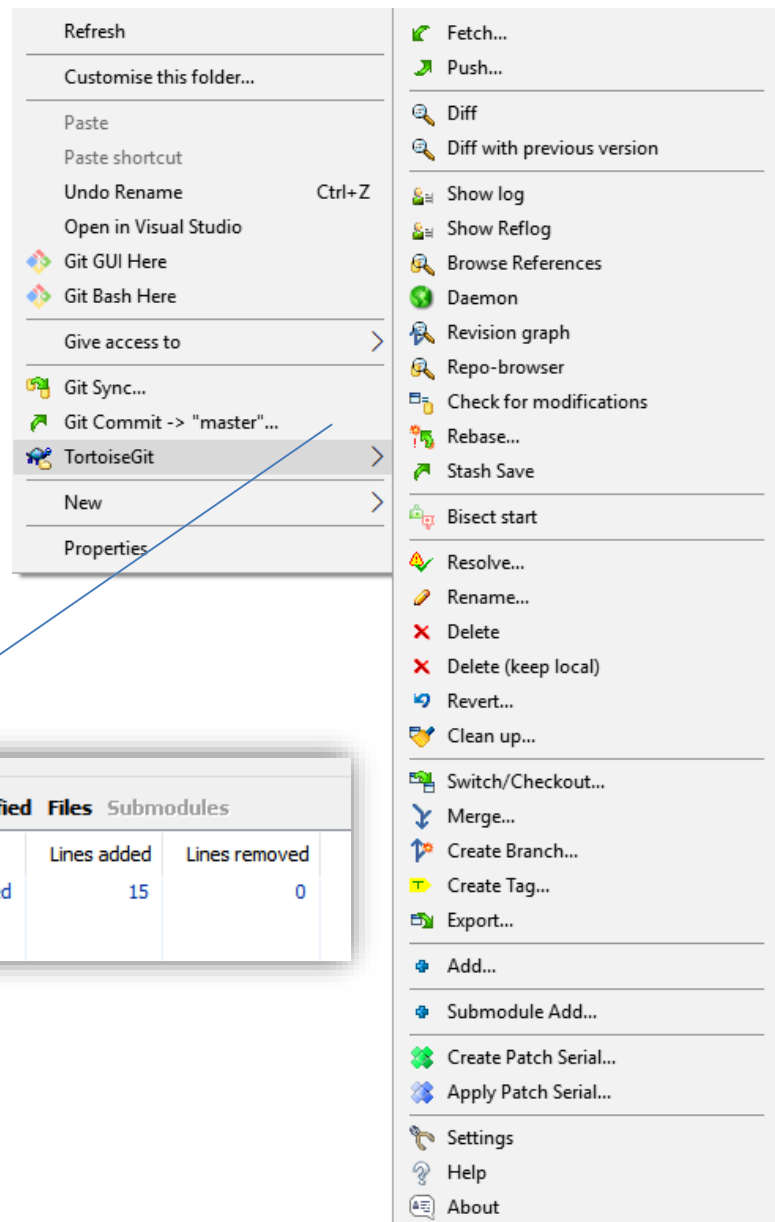 Refresh
Customise this folder...
Paste
Paste shortcut
Undo Rename Ctrl+Z
Open in Visual Studio
Git GUI Here
Git Bash Here
Give access to
Git Sync...
Git Commit -> "master"...
TortoiseGit
New
Properties
Files Submodules
Lines added Lines removed
15 0
Fetch...
Push...
Diff
Diff with previous version
Show log
Show Reflog
Browse References
Daemon
Revision graph
Repo-browser
Check for modifications
Rebase...
Stash Save
Bisect start
Resolve...
Rename...
Delete
Delete (keep local)
Revert...
Clean up...
Switch/Checkout...
Merge...
Create Branch...
Create Tag...
Export...
Add...
Submodule Add...
Create Patch Serial...
Apply Patch Serial...
Settings
Help
About